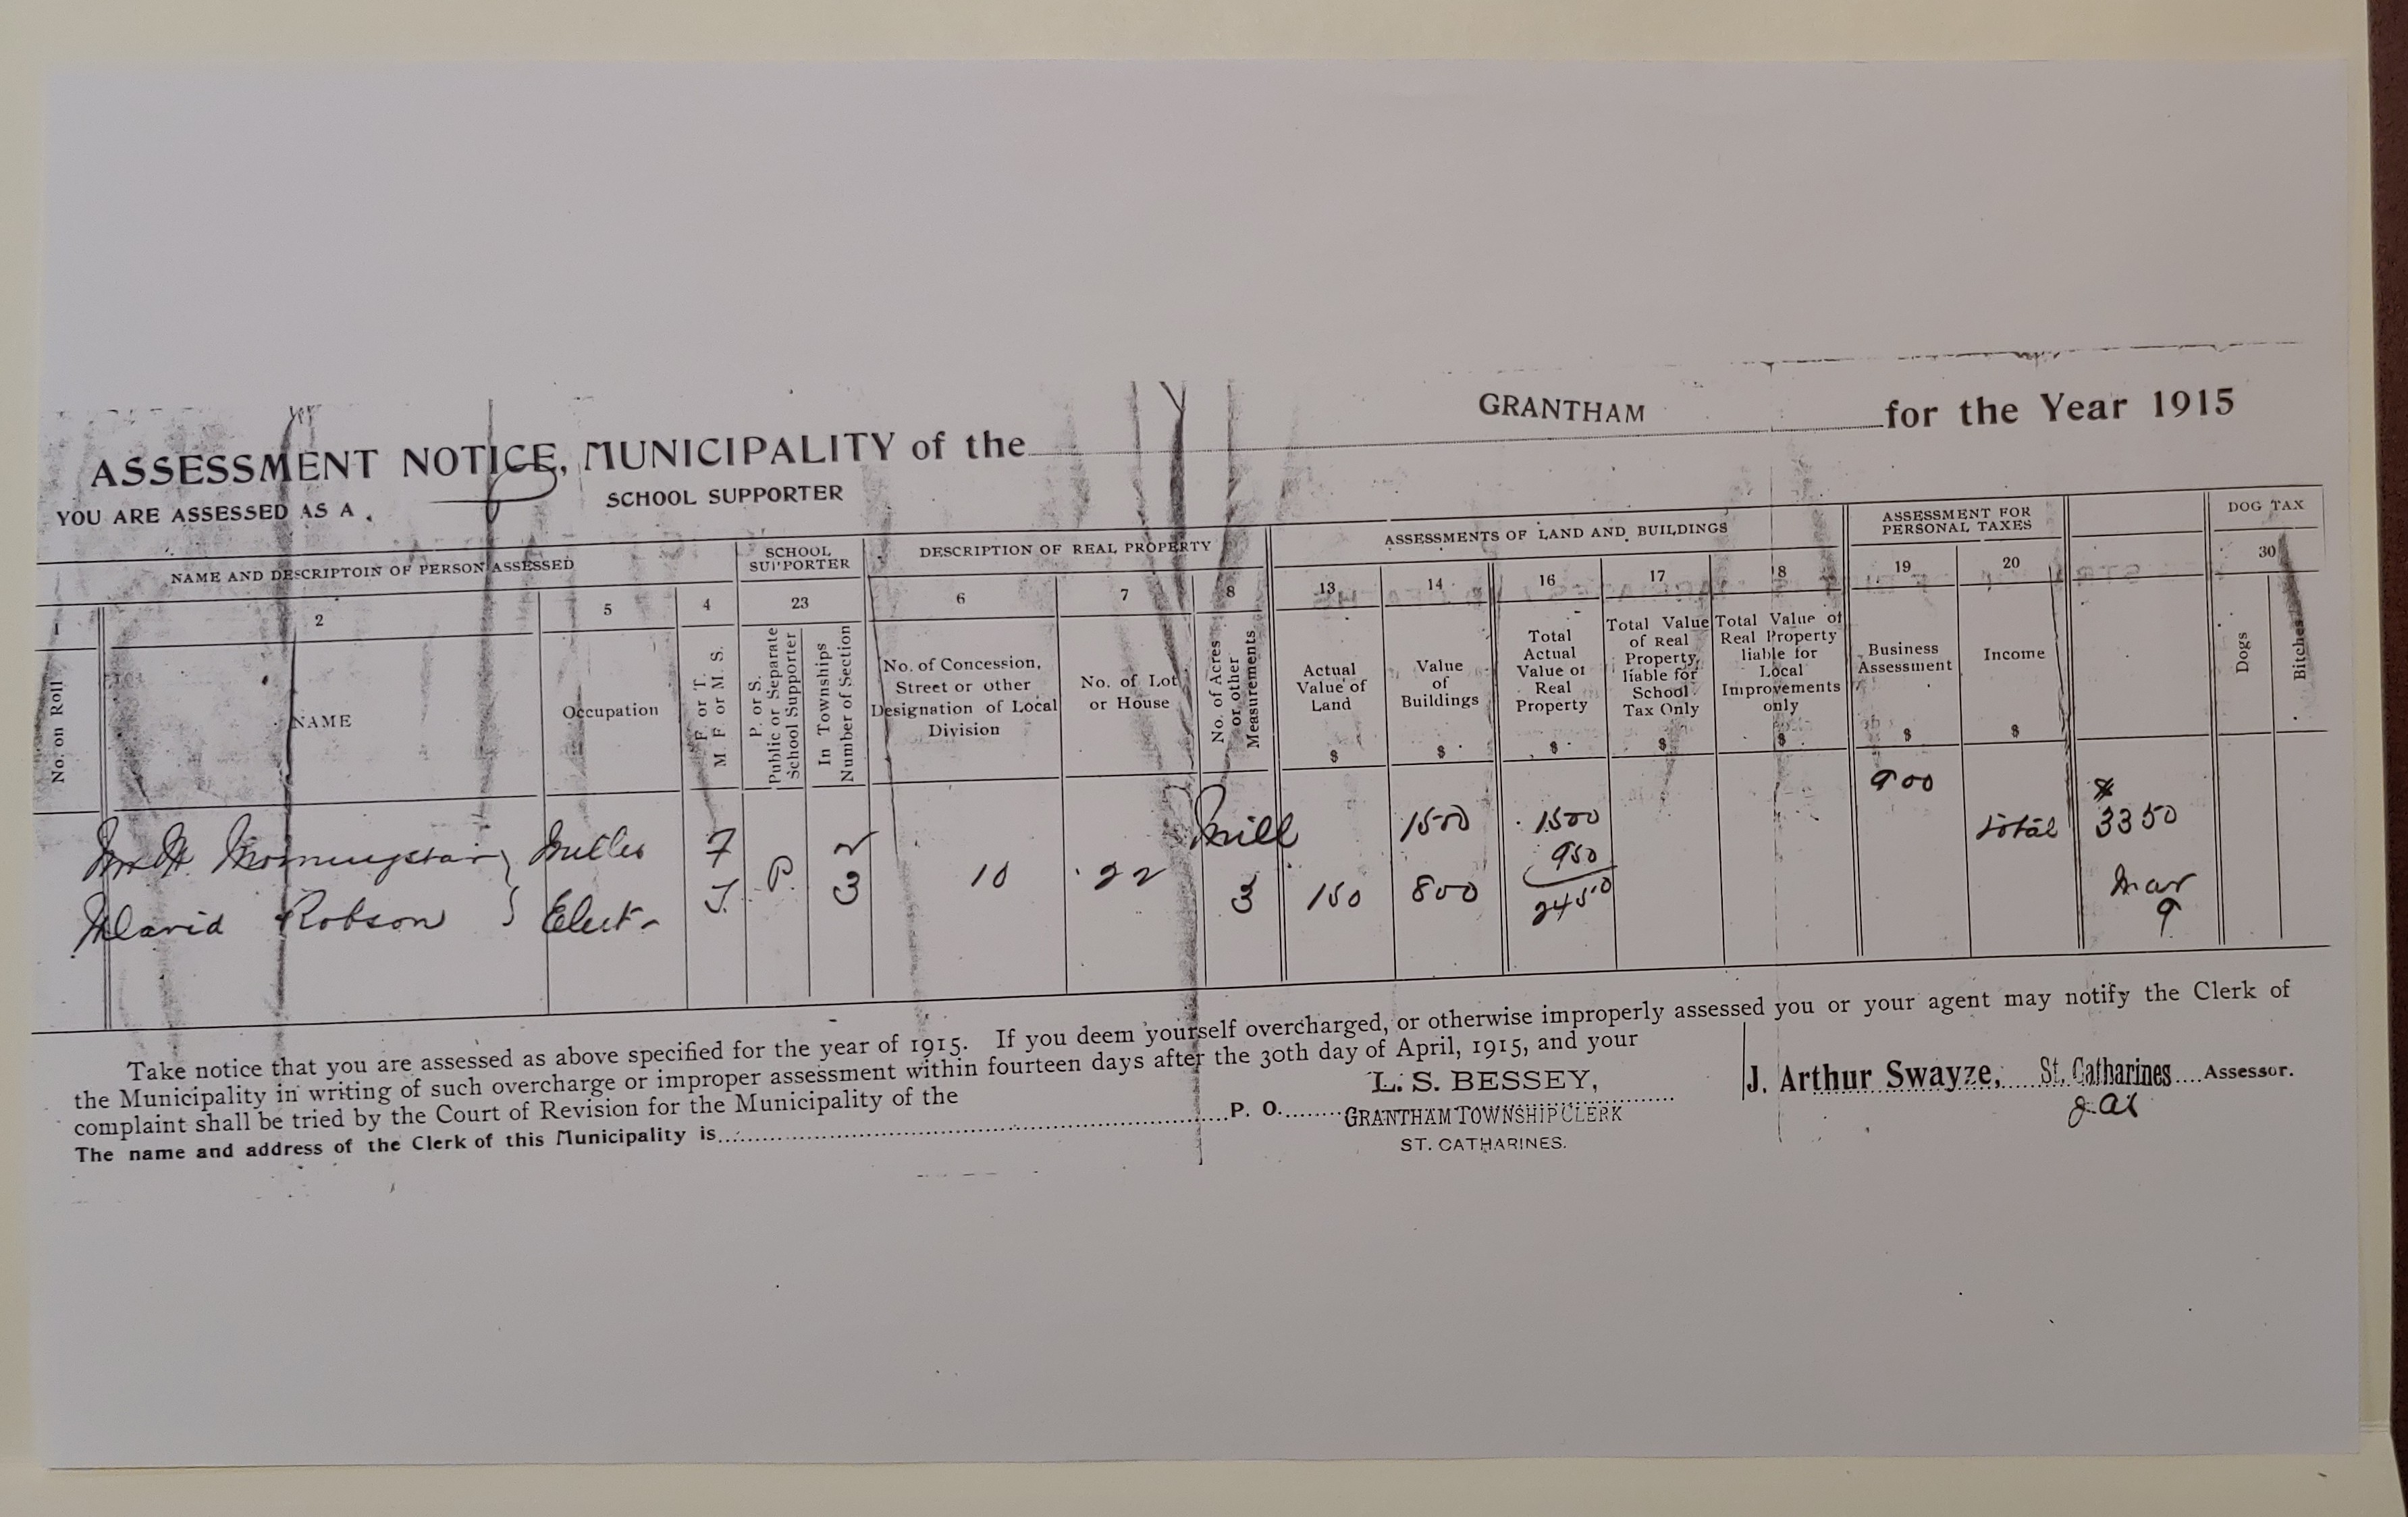 GRANTHAM
ASSESSMENT NOTICE, MUNICIPALITY of the for the Year 1915
YOU ARE ASSESSED AS A P SCHOOL SUPPORTER
NAME AND DESCRIPTOIN OF PERSON ASSESSED
SCHOOL SUPPORTER
DESCRIPTION OF REAL PROPERTY
ASSESSMENTS OF LAND AND BUILDINGS
ASSESSMENT FOR PERSONAL TAXES
DOG TAX
1 2 5 4 23 6 7 8 13 14 16 17 18 19 20 30
No. on Roll
NAME
Occupation
F or T.
M F or M. S.
P. or S.
Public or Separate
School Supporter
In Townships
Number of Section
No. of Concession,
Street or other
Designation of Local
Division
No. of Lot
or House
No. of Acres
or other
Measurements
Actual
Value of
Land
$
Value
of
Buildings
$
Total
Actual
Value of
Real
Property
$
Total Value
of Real
Property,
liable for
School
Tax Only
$
Total Value of
Real Property
liable for
Local
Improvements
only
$
Business
Assessment
$
Income
$
Dogs
Bitches
Wm H. Morningstar Miller F Mill 1500 1500 900 total 3350
950
David Robson Elect- T. P. 2 3 10 22 3 150 800 2450 Mar 9
Take notice that you are assessed as above specified for the year of 1915. If you deem yourself overcharged, or otherwise improperly assessed you or your agent may notify the Clerk of
the Municipality in writing of such overcharge or improper assessment within fourteen days after the 30th day of April, 1915, and your
complaint shall be tried by the Court of Revision for the Municipality of the
The name and address of the Clerk of this Municipality is P. O.
L. S. BESSEY,
GRANTHAM TOWNSHIP CLERK
ST. CATHARINES.
J. Arthur Swayze, St. Catharines Assessor.